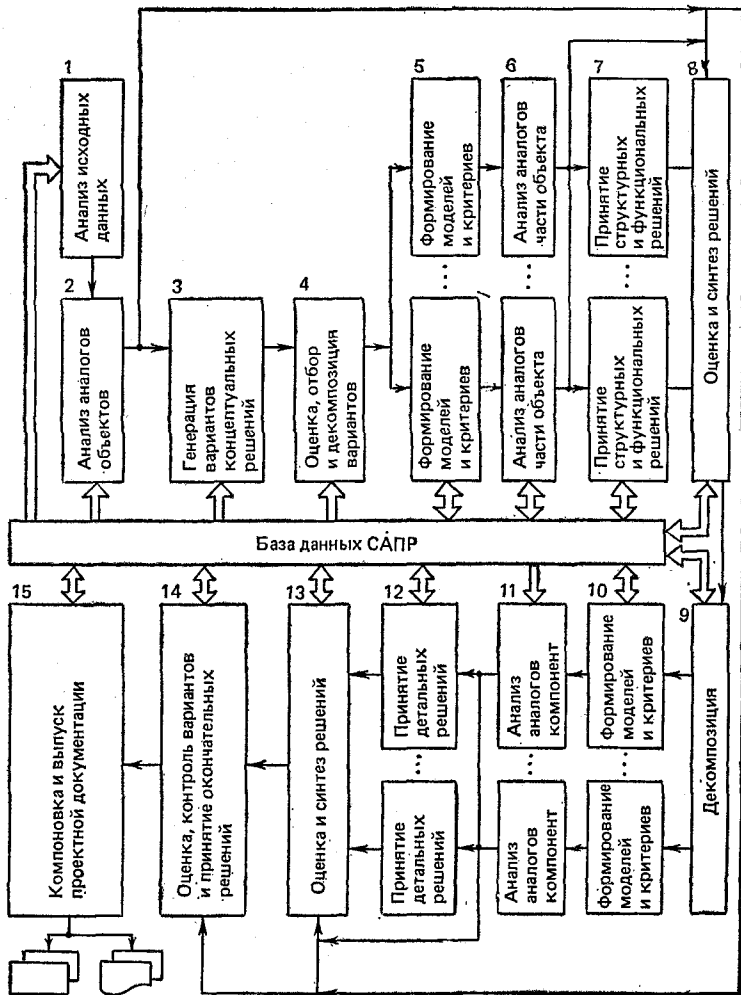 1
Анализ исходных
данных
2
Анализ аналогов
объектов
3
Генерация
вариантов
концептуальных
решений
4
Оценка, отбор
и декомпозиция
вариантов
5
Формирование
моделей
и критериев
...
Формирование
моделей
и критериев
6
Анализ аналогов
части объекта
...
Анализ аналогов
части объекта
7
Принятие
структурных
и функциональных
решений
...
Принятие
структурных
и функциональных
решений
8
Оценка и синтез решений
База данных САПР
9
Декомпозиция
10
Формирование
моделей
и критериев
...
Формирование
моделей
и критериев
11
Анализ
аналогов
компонент
...
Анализ
аналогов
компонент
12
Принятие
детальных
решений
...
Принятие
детальных
решений
13
Оценка и синтез решений
14
Оценка, контроль вариантов
и принятие окончательных
решений
15
Компоновка и выпуск
проектной документации